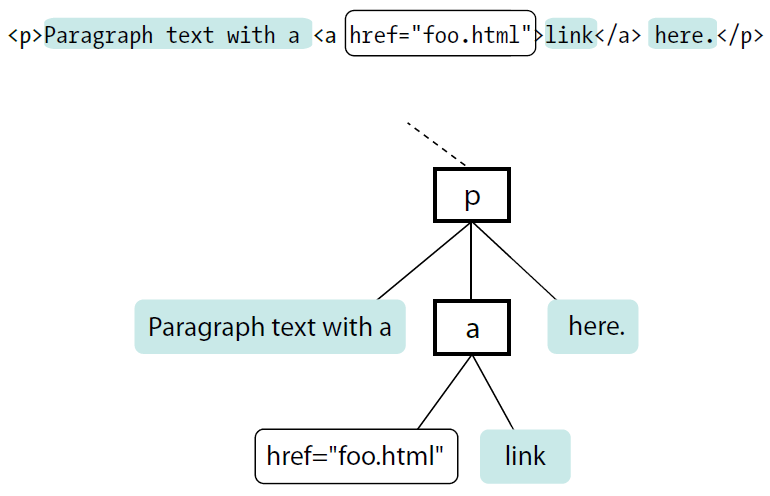 <p>Paragraph text with a <a href="foo.html">link</a> here.</p>
p
Paragraph text with a
a
here.
href="foo.html"
link